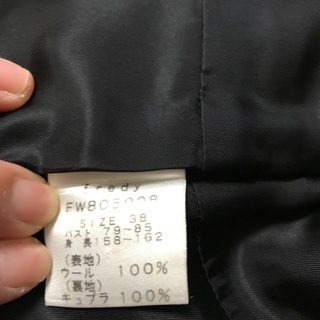 fredy
SIZE 38
バスト 79-85
身長 158-162
(表地)
ウール 100%
(裏地)
キュプラ 100%